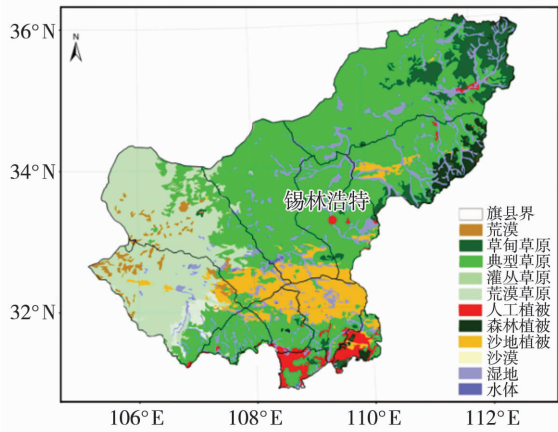 36°N
N
34°N
锡林浩特
32°N
旗县界
荒漠
草甸草原
典型草原
灌丛草原
荒漠草原
人工植被
森林植被
沙地植被
沙漠
湿地
水体
106°E
108°E
110°E
112°E